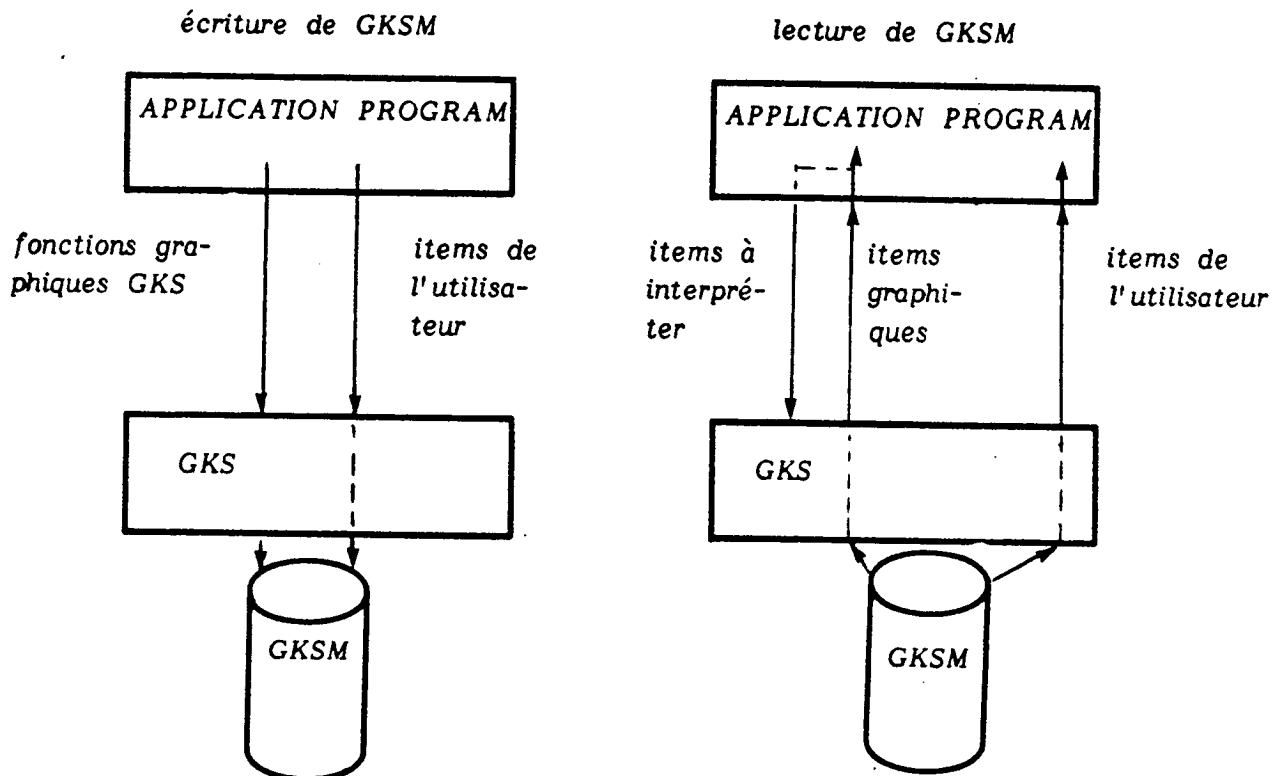 écriture de GKSM
APPLICATION PROGRAM
fonctions gra-
phiques GKS
items de
l'utilisa-
teur
GKS
GKSM
lecture de GKSM
APPLICATION PROGRAM
items à
interpré-
ter
items
graphi-
ques
items de
l'utilisateur
GKS
GKSM